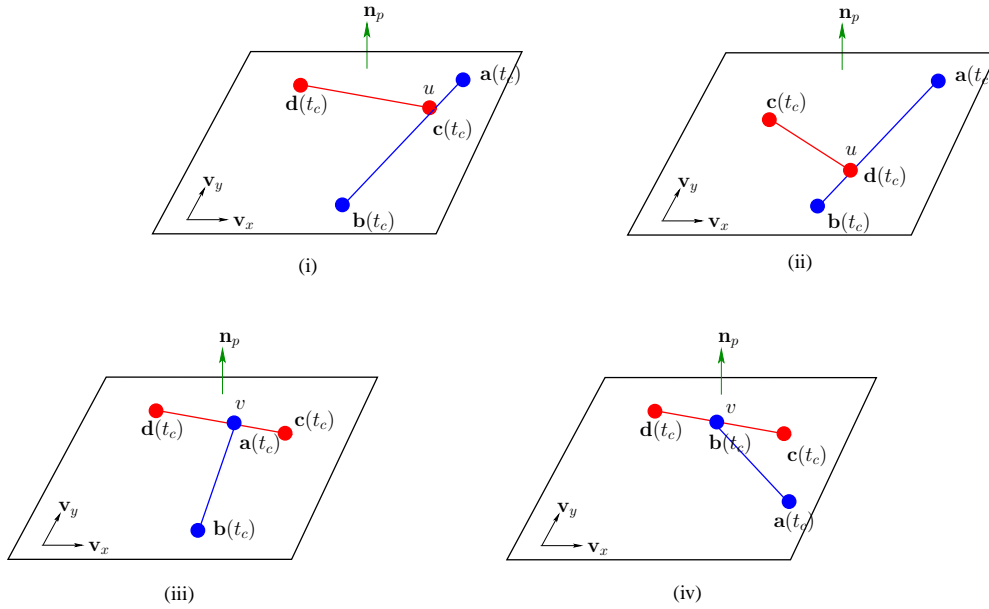 n_p
a(t_c)
u
d(t_c)
c(t_c)
v_y
v_x
b(t_c)
(i)
n_p
a(t_c)
c(t_c)
u
d(t_c)
v_y
v_x
b(t_c)
(ii)
n_p
v
c(t_c)
d(t_c)
a(t_c)
v_y
v_x
b(t_c)
(iii)
n_p
v
d(t_c)
b(t_c)
c(t_c)
v_y
v_x
a(t_c)
(iv)